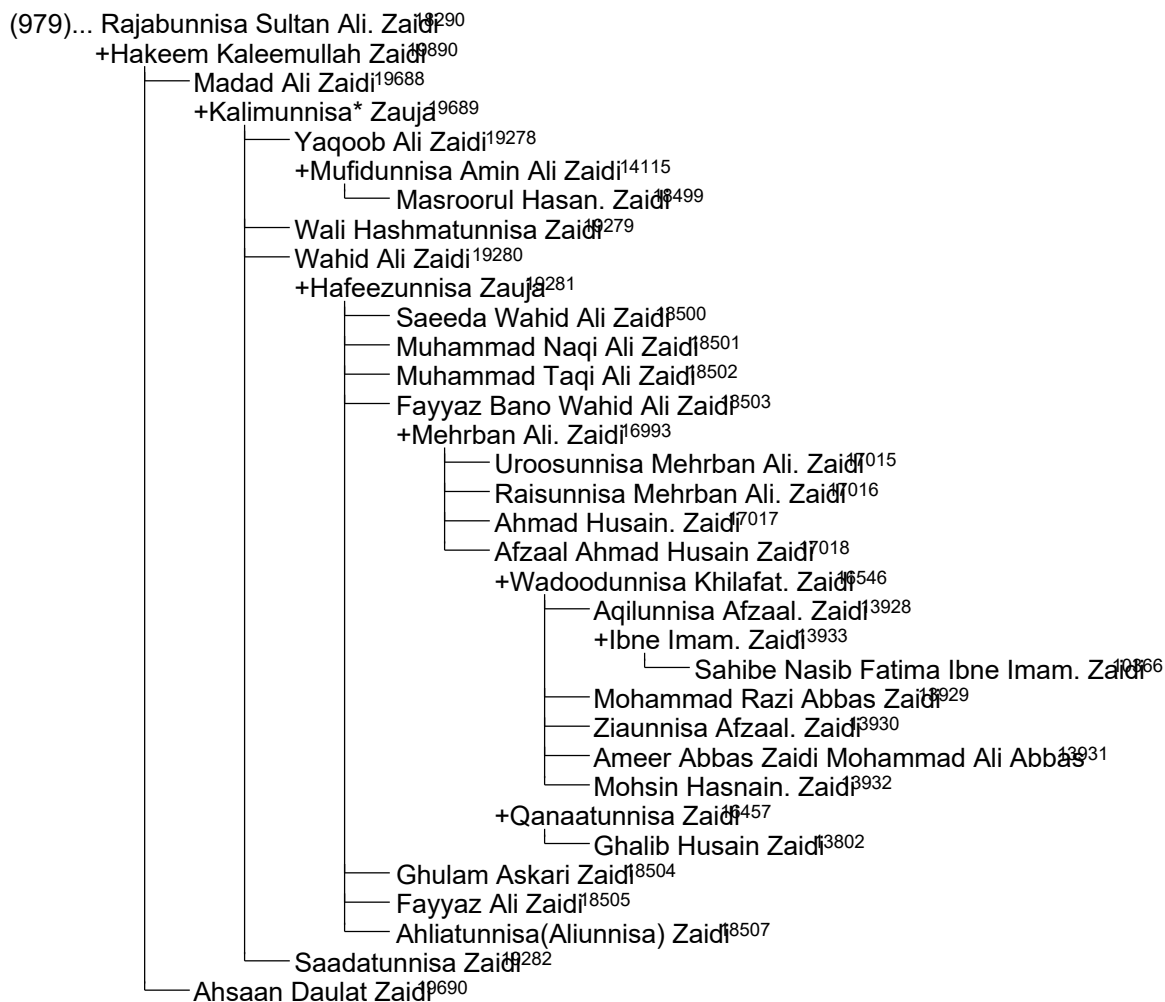 (979)... Rajabunnisa Sultan Ali. Zaidi18290
+Hakeem Kaleemullah Zaidi19890
Madad Ali Zaidi19688
+Kalimunnisa* Zauja19689
Yaqoob Ali Zaidi19278
+Mufidunnisa Amin Ali Zaidi14115
Masroorul Hasan. Zaidi18499
Wali Hashmatunnisa Zaidi19279
Wahid Ali Zaidi19280
+Hafeezunnisa Zauja19281
Saeeda Wahid Ali Zaidi18500
Muhammad Naqi Ali Zaidi18501
Muhammad Taqi Ali Zaidi18502
Fayyaz Bano Wahid Ali Zaidi18503
+Mehrban Ali. Zaidi16993
Uroosunnisa Mehrban Ali. Zaidi17015
Raisunnisa Mehrban Ali. Zaidi17016
Ahmad Husain. Zaidi17017
Afzaal Ahmad Husain Zaidi17018
+Wadoodunnisa Khilafat. Zaidi16546
Aqilunnisa Afzaal. Zaidi13928
+Ibne Imam. Zaidi13933
Sahibe Nasib Fatima Ibne Imam. Zaidi10366
Mohammad Razi Abbas Zaidi13929
Ziaunnisa Afzaal. Zaidi13930
Ameer Abbas Zaidi Mohammad Ali Abbas13931
Mohsin Hasnain. Zaidi13932
+Qanaatunnisa Zaidi16457
Ghalib Husain Zaidi13802
Ghulam Askari Zaidi18504
Fayyaz Ali Zaidi18505
Ahliatunnisa(Aliunnisa) Zaidi18507
Saadatunnisa Zaidi19282
Ahsaan Daulat Zaidi19690